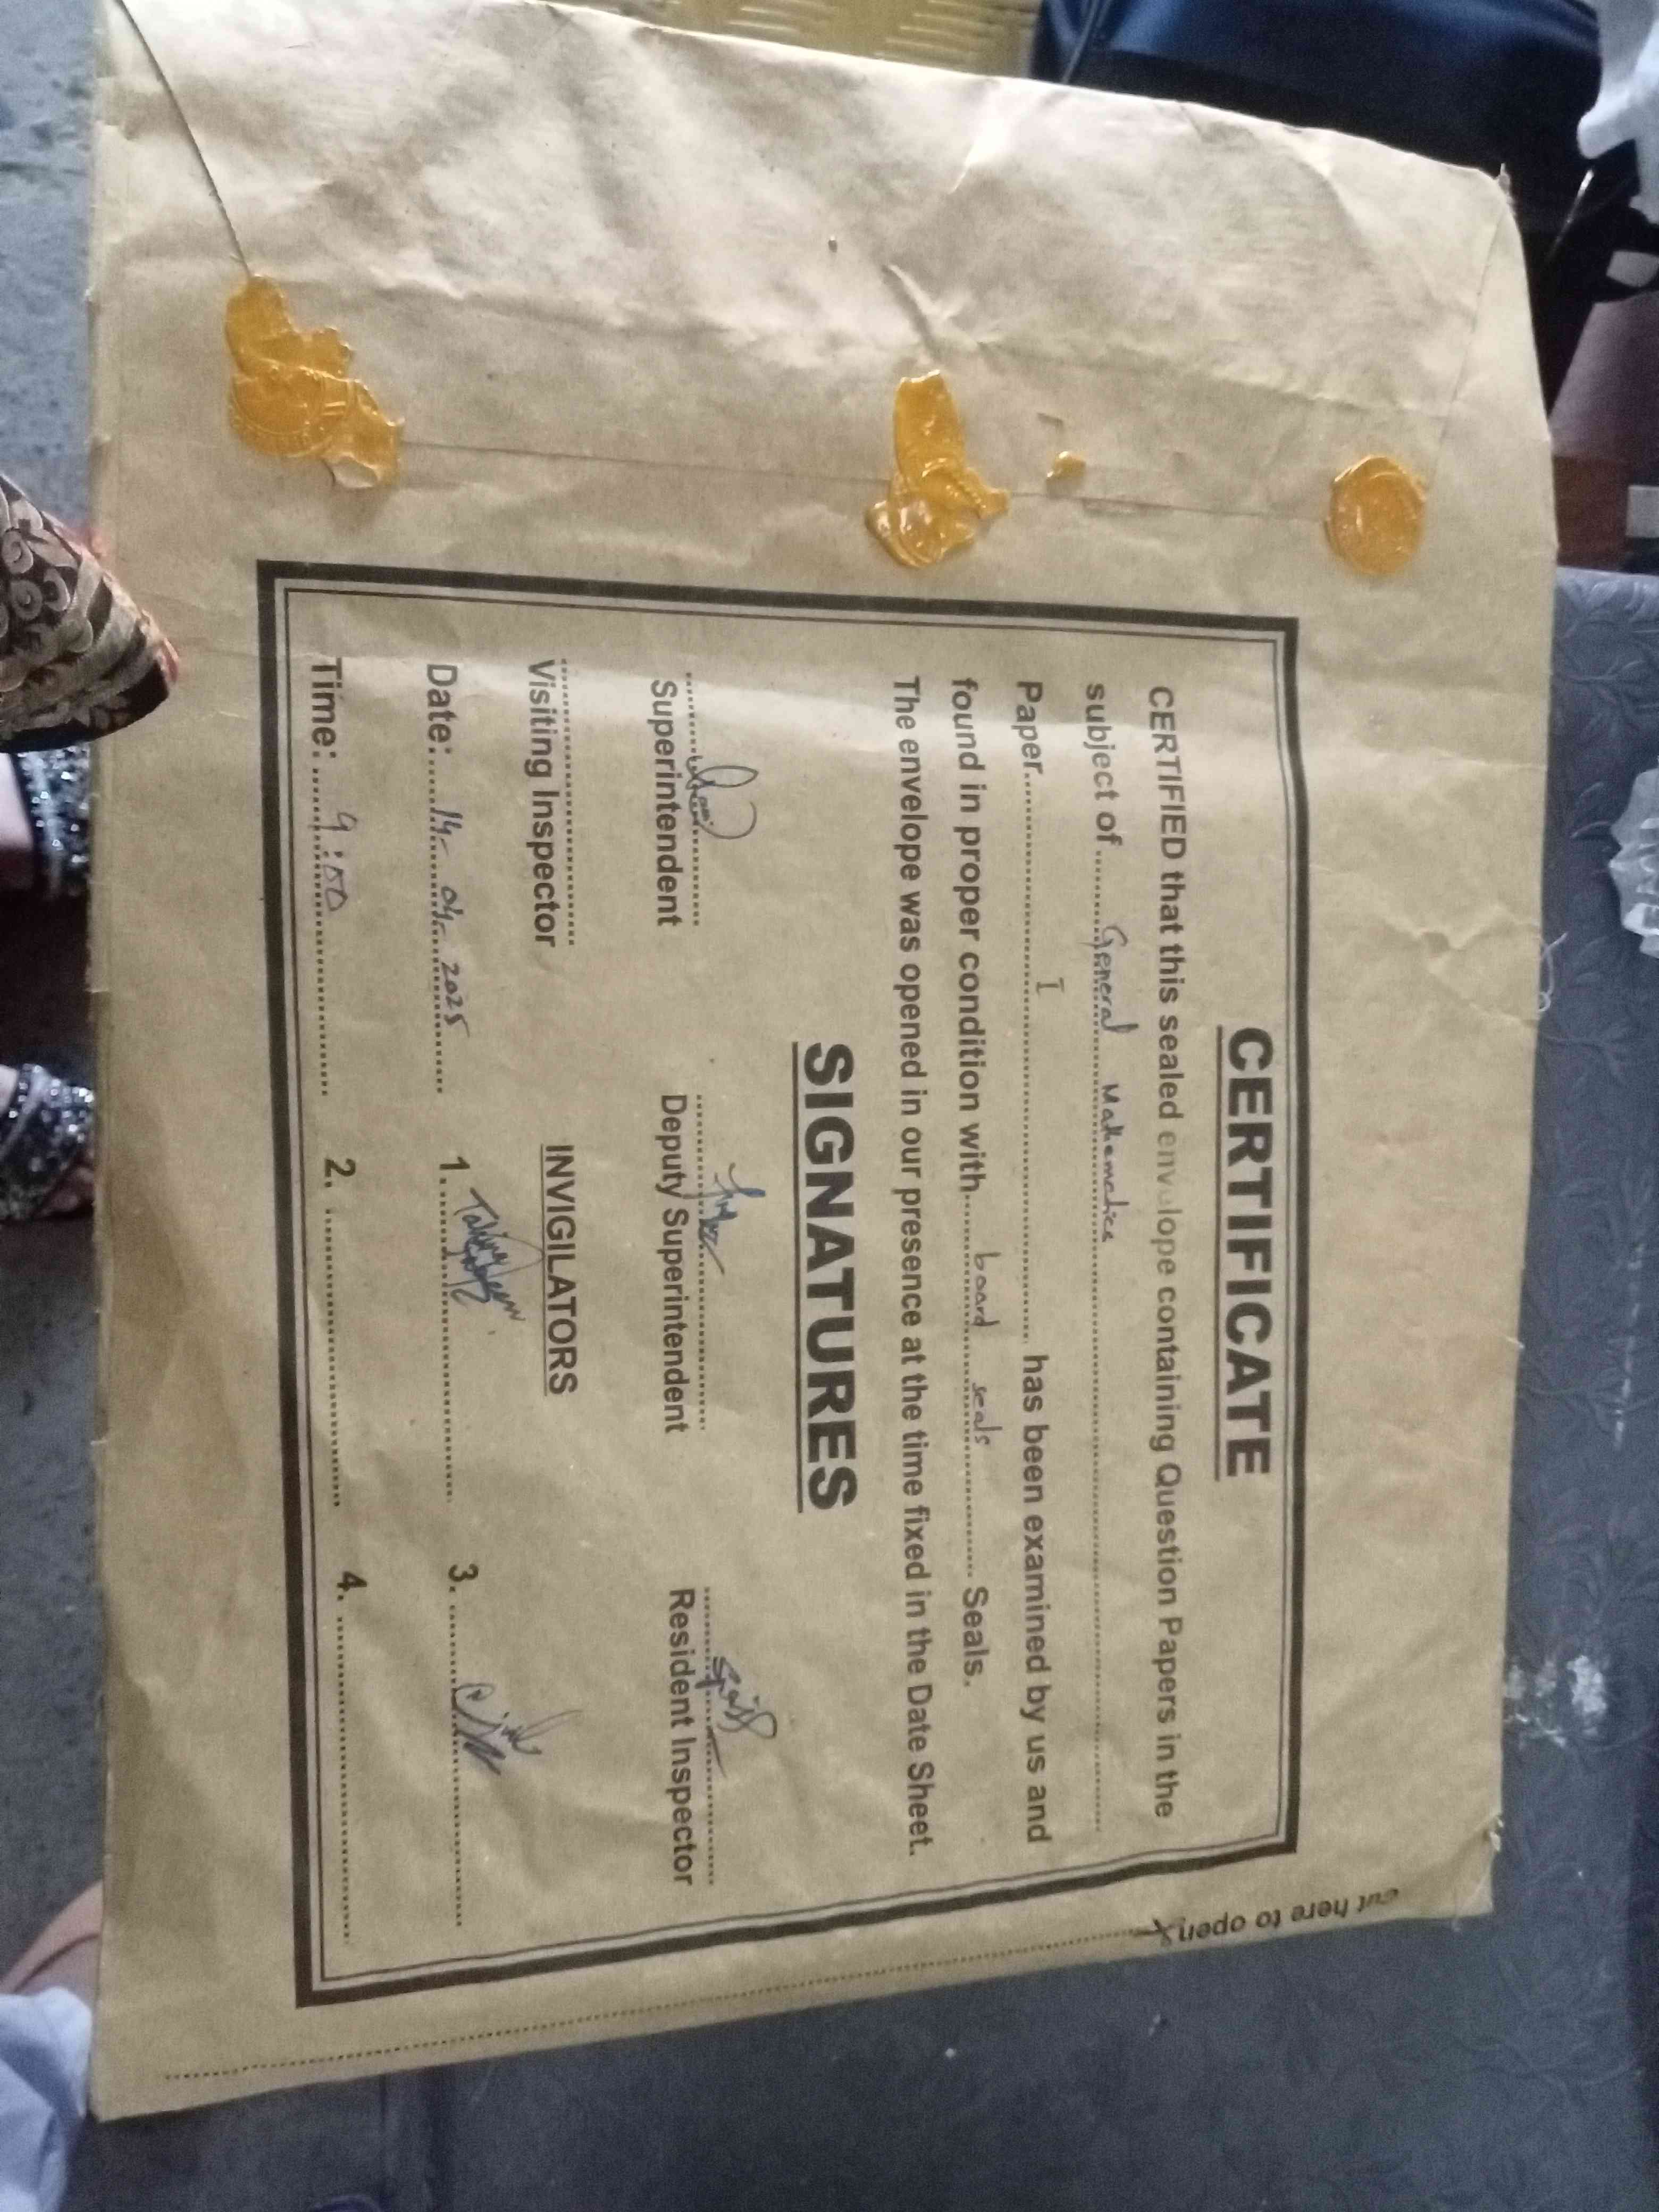 CERTIFICATE
CERTIFIED that this sealed envelope containing Question Papers in the
subject of ........ General Mathematics ........
Paper ........ I ........ has been examined by us and
found in proper condition with ........ board seals ........ Seals.
The envelope was opened in our presence at the time fixed in the Date Sheet.
SIGNATURES
Superintendent Deputy Superintendent Resident Inspector
Visiting Inspector INVIGILATORS
Date: ..... 14-04-2025 ..... 1. ........ 3. ........
Time: ..... 9:00 ..... 2. ........ 4. ........
cut here to open